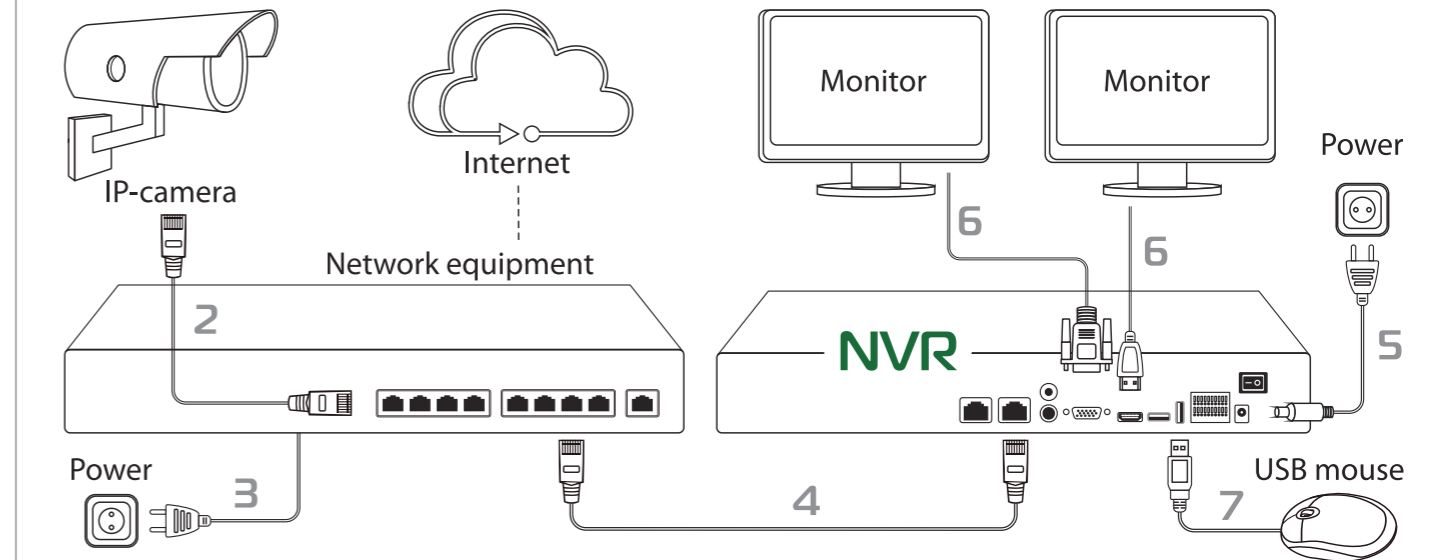 Monitor
Monitor
Power
Internet
IP-camera
6
6
Network equipment
2
NVR
5
Power
USB mouse
3
4
7